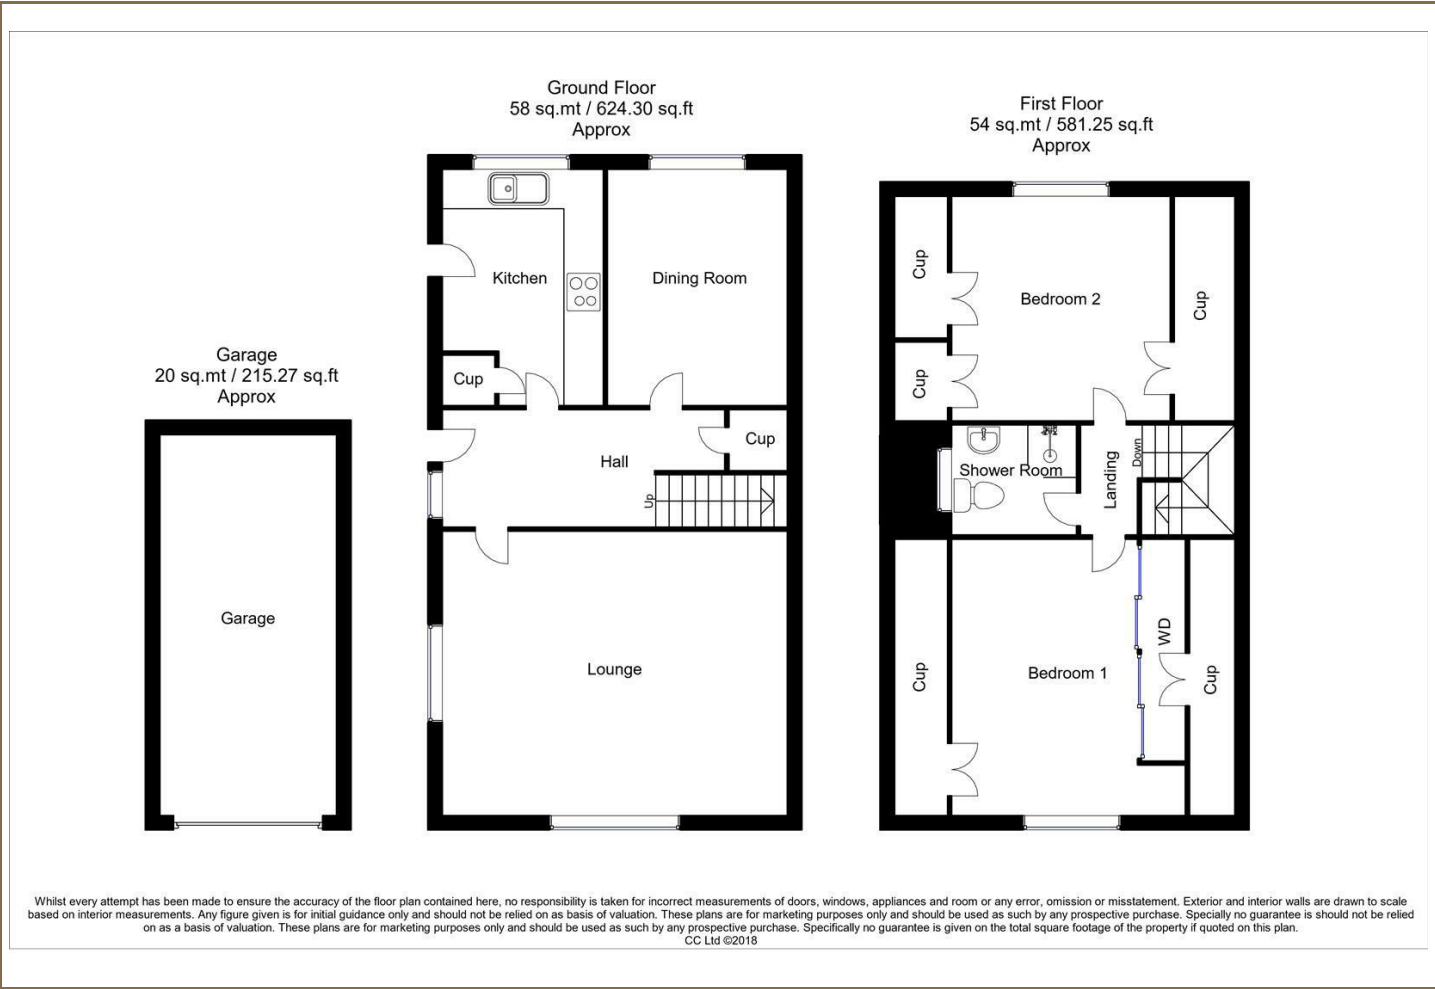 Ground Floor
58 sq.mt / 624.30 sq.ft
Approx
First Floor
54 sq.mt / 581.25 sq.ft
Approx
Garage
20 sq.mt / 215.27 sq.ft
Approx
Garage
Kitchen
Dining Room
Cup
Cup
Hall
Up
Lounge
Cup
Bedroom 2
Cup
Cup
Shower Room
Landing
Down
Cup
Bedroom 1
WD
Cup
Whilst every attempt has been made to ensure the accuracy of the floor plan contained here, no responsibility is taken for incorrect measurements of doors, windows, appliances and room or any error, omission or misstatement. Exterior and interior walls are drawn to scale
based on interior measurements. Any figure given is for initial guidance only and should not be relied on as basis of valuation. These plans are for marketing purposes only and should be used as such by any prospective purchase. Specially no guarantee is should not be relied
on as a basis of valuation. These plans are for marketing purposes only and should be used as such by any prospective purchase. Specifically no guarantee is given on the total square footage of the property if quoted on this plan.
CC Ltd ©2018